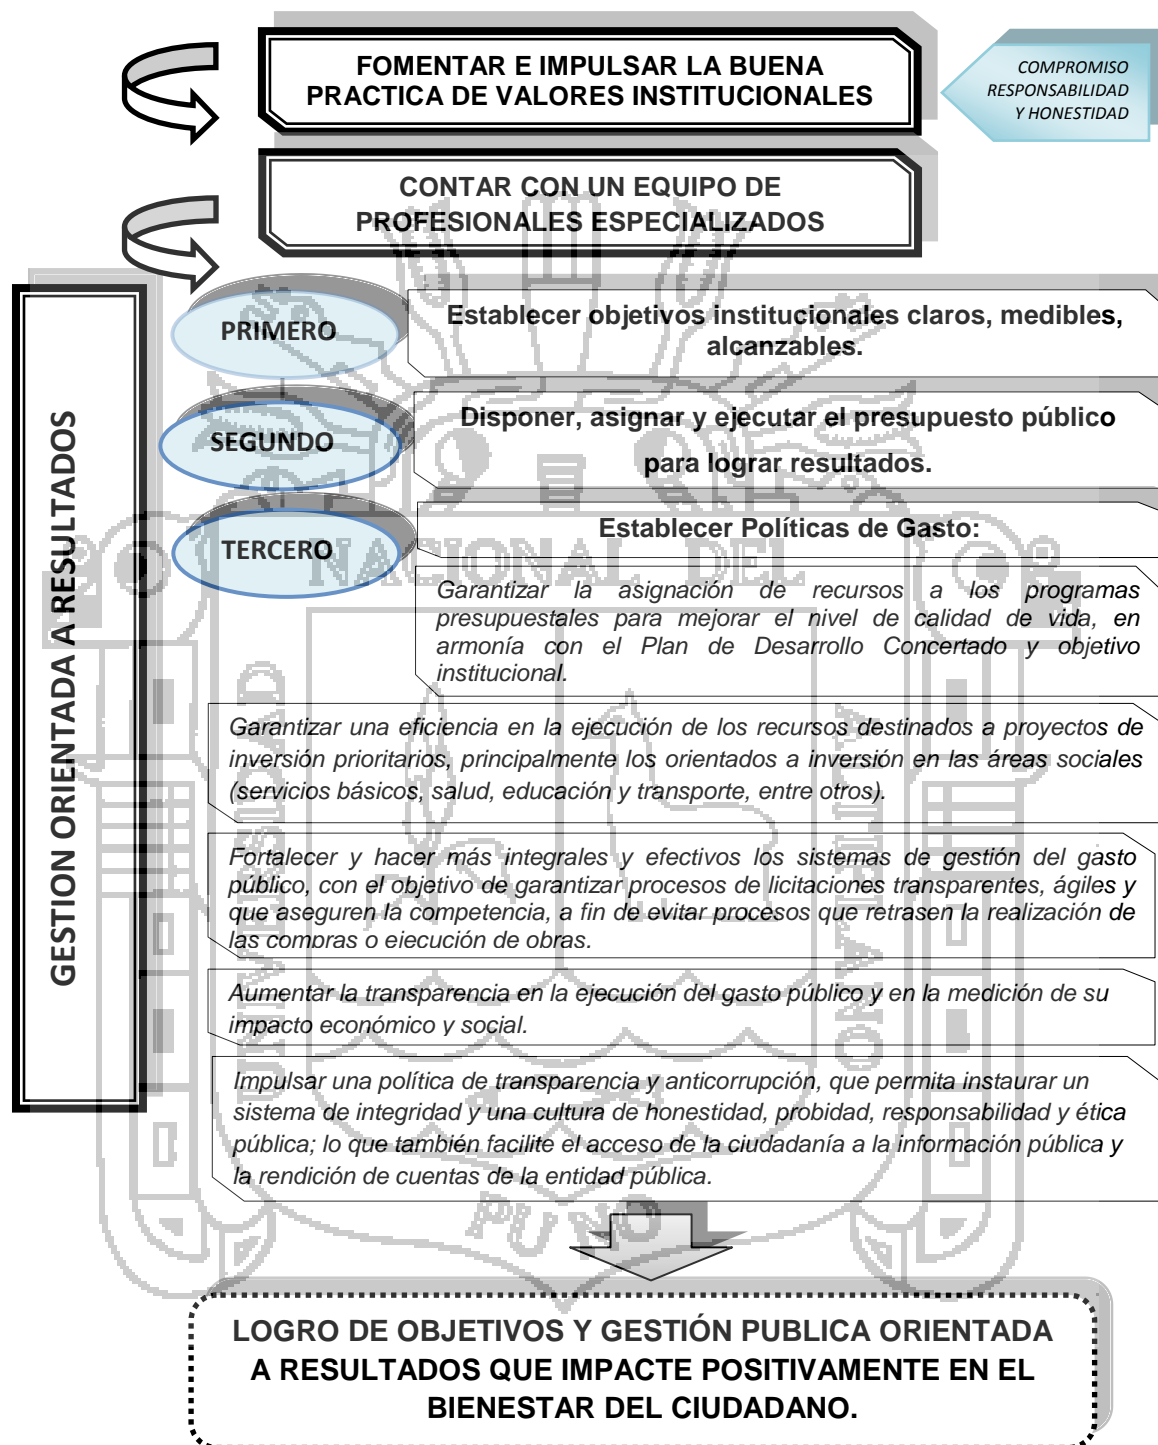 FOMENTAR E IMPULSAR LA BUENA
PRACTICA DE VALORES INSTITUCIONALES
COMPROMISO
RESPONSABILIDAD
Y HONESTIDAD
CONTAR CON UN EQUIPO DE
PROFESIONALES ESPECIALIZADOS
GESTION ORIENTADA A RESULTADOS
PRIMERO
Establecer objetivos institucionales claros, medibles,
alcanzables.
SEGUNDO
Disponer, asignar y ejecutar el presupuesto público
para lograr resultados.
TERCERO
Establecer Políticas de Gasto:
Garantizar la asignación de recursos a los programas
presupuestales para mejorar el nivel de calidad de vida, en
armonía con el Plan de Desarrollo Concertado y objetivo
institucional.
Garantizar una eficiencia en la ejecución de los recursos destinados a proyectos de
inversión prioritarios, principalmente los orientados a inversión en las áreas sociales
(servicios básicos, salud, educación y transporte, entre otros).
Fortalecer y hacer más integrales y efectivos los sistemas de gestión del gasto
público, con el objetivo de garantizar procesos de licitaciones transparentes, ágiles y
que aseguren la competencia, a fin de evitar procesos que retrasen la realización de
las compras o ejecución de obras.
Aumentar la transparencia en la ejecución del gasto público y en la medición de su
impacto económico y social.
Impulsar una política de transparencia y anticorrupción, que permita instaurar un
sistema de integridad y una cultura de honestidad, probidad, responsabilidad y ética
pública; lo que también facilite el acceso de la ciudadanía a la información pública y
la rendición de cuentas de la entidad pública.
LOGRO DE OBJETIVOS Y GESTIÓN PUBLICA ORIENTADA
A RESULTADOS QUE IMPACTE POSITIVAMENTE EN EL
BIENESTAR DEL CIUDADANO.
UNIVERSIDAD
NACIONAL DEL
ALTIPLANO
PUNO